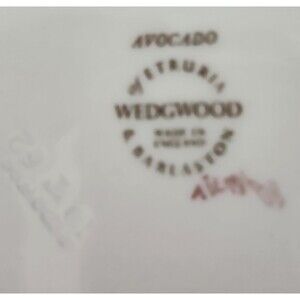 AVOCADO
OF ETRURIA
WEDGWOOD
MADE IN
ENGLAND
& BARLASTON